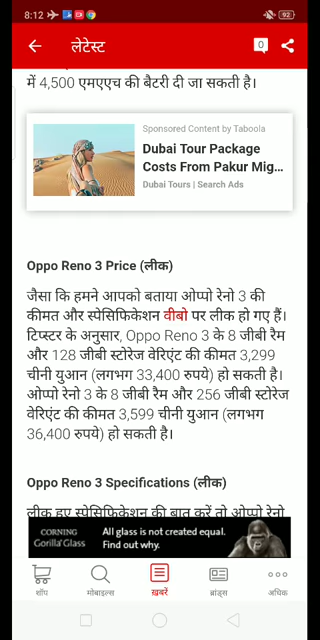 8:12
92
लेटेस्ट
0
में 4,500 एमएएच की बैटरी दी जा सकती है।
Sponsored Content by Taboola
Dubai Tour Package
Costs From Pakur Mig...
Dubai Tours | Search Ads
Oppo Reno 3 Price (लीक)
जैसा कि हमने आपको बताया ओप्पो रेनो 3 की
कीमत और स्पेसिफिकेशन वीबो पर लीक हो गए हैं।
टिप्स्टर के अनुसार, Oppo Reno 3 के 8 जीबी रैम
और 128 जीबी स्टोरेज वेरिएंट की कीमत 3,299
चीनी युआन (लगभग 33,400 रुपये) हो सकती है।
ओप्पो रेनो 3 के 8 जीबी रैम और 256 जीबी स्टोरेज
वेरिएंट की कीमत 3,599 चीनी युआन (लगभग
36,400 रुपये) हो सकती है।
Oppo Reno 3 Specifications (लीक)
लीक हुए स्पेसिफिकेशन की बात करें तो ओप्पो रेनो
CORNING All glass is not created equal.
Gorilla Glass Find out why.
शॉप मोबाइल्स ख़बरें ब्रांड्स अधिक